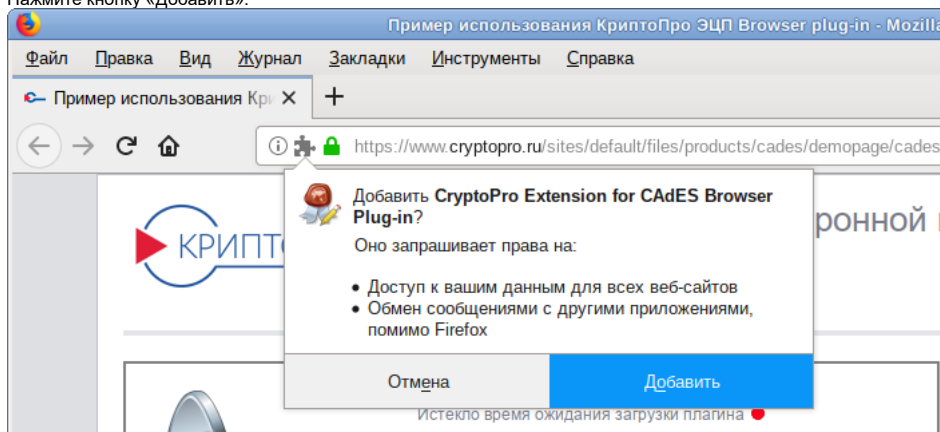 Нажмите кнопку «Добавить».
Пример использования КриптоПро ЭЦП Browser plug-in - Mozilla
Файл Правка Вид Журнал Закладки Инструменты Справка
Пример использования Кри
https://www.cryptopro.ru/sites/default/files/products/cades/demopage/cades
Добавить CryptoPro Extension for CAdES Browser
Plug-in?
Оно запрашивает права на:
Доступ к вашим данным для всех веб-сайтов
Обмен сообщениями с другими приложениями,
помимо Firefox
Отмена Добавить
КРИПТ
ронной
Истекло время ожидания загрузки плагина